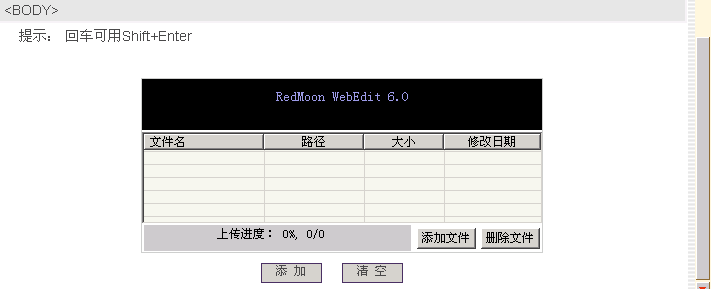 <BODY>
提示： 回车可用Shift+Enter
RedMoon WebEdit 6.0
文件名 路径 大小 修改日期
上传进度： 0%, 0/0 添加文件 删除文件
添 加 清 空